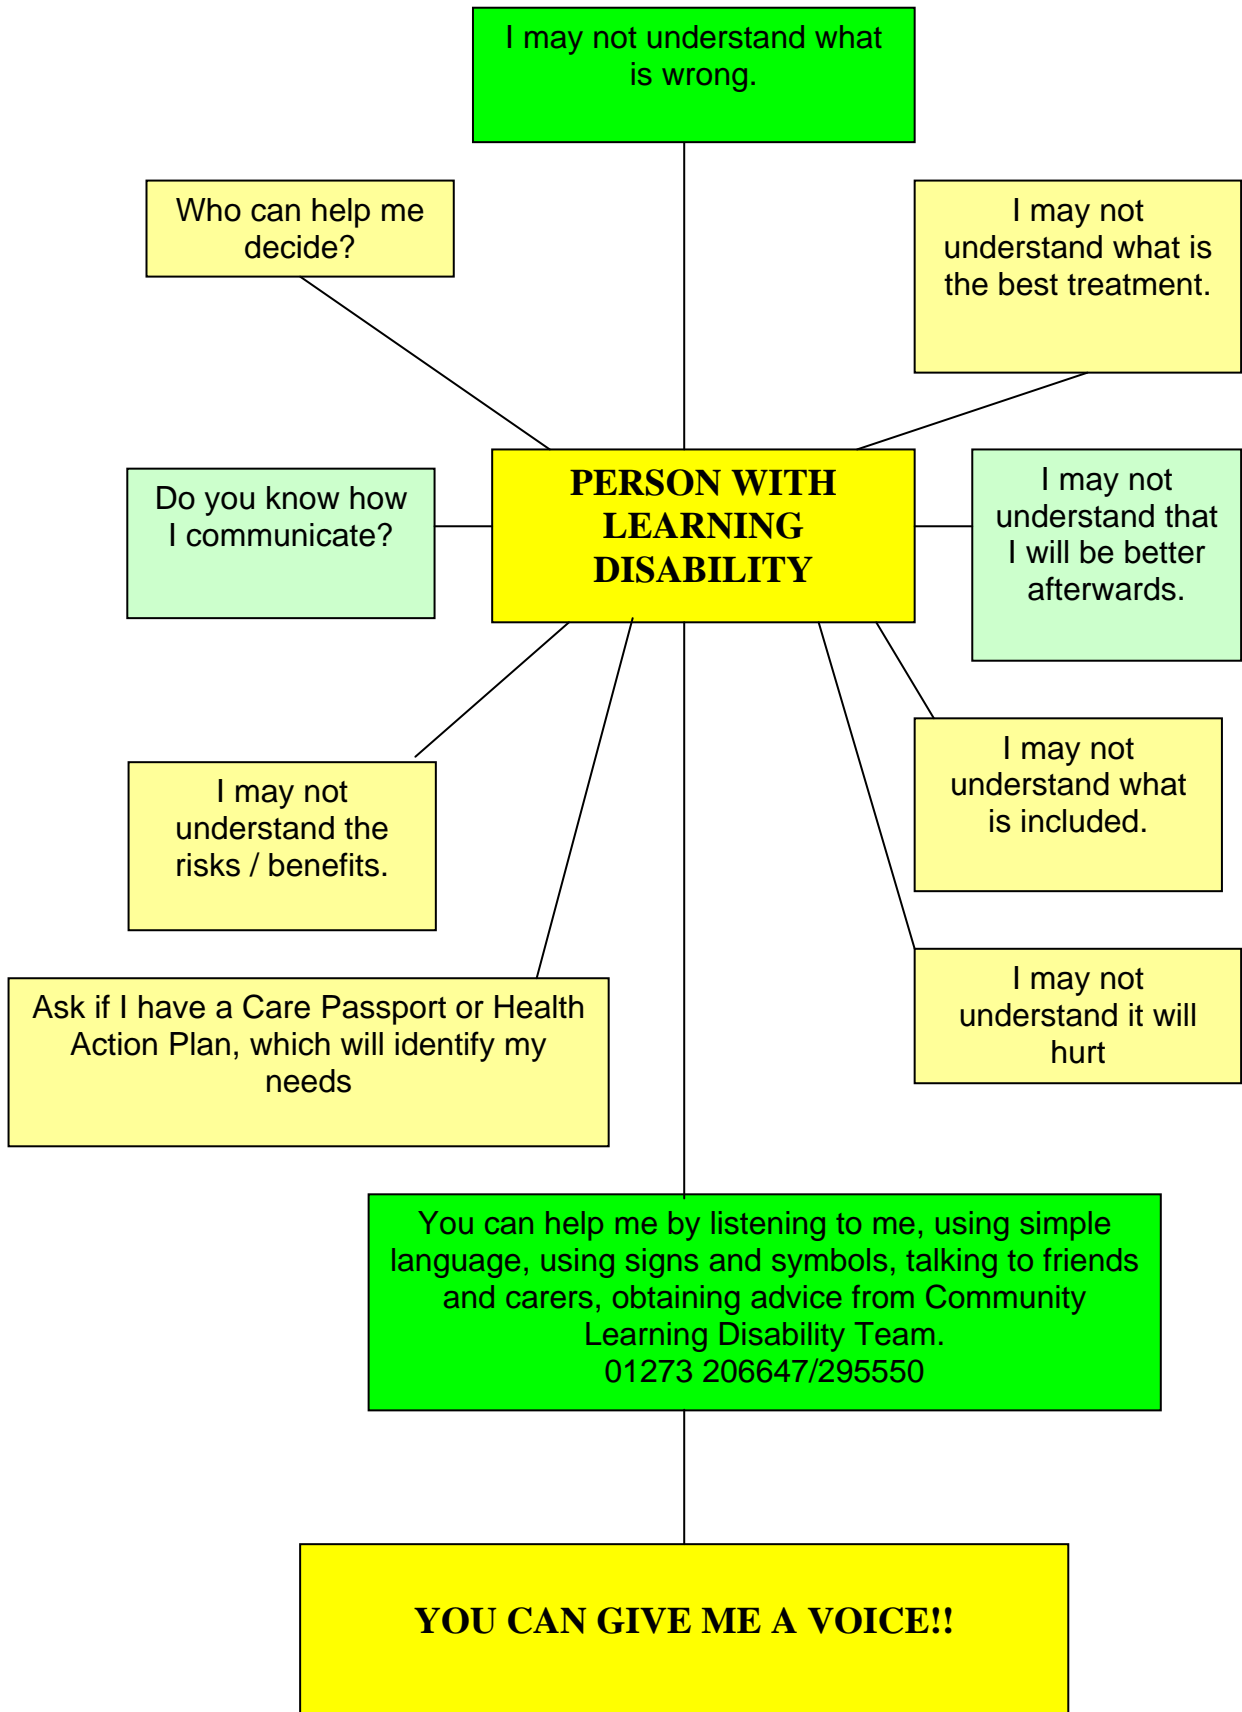 I may not understand what
is wrong.
Who can help me
decide?
I may not
understand what is
the best treatment.
Do you know how
I communicate?
PERSON WITH
LEARNING
DISABILITY
I may not
understand that
I will be better
afterwards.
I may not
understand the
risks / benefits.
I may not
understand what
is included.
Ask if I have a Care Passport or Health
Action Plan, which will identify my
needs
I may not
understand it will
hurt
You can help me by listening to me, using simple
language, using signs and symbols, talking to friends
and carers, obtaining advice from Community
Learning Disability Team.
01273 206647/295550
YOU CAN GIVE ME A VOICE!!